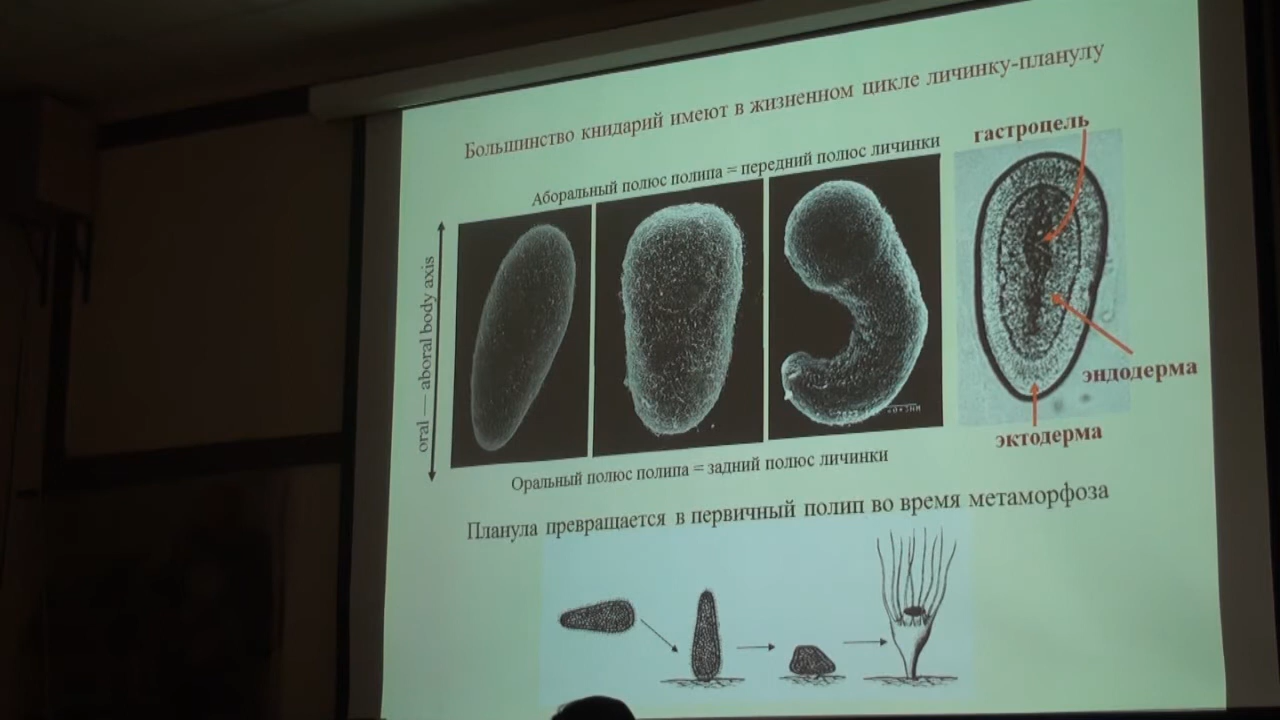 Большинство книдарий имеют в жизненном цикле личинку-планулу
гастроцель
Аборальный полюс полипа = передний полюс личинки
oral — aboral body axis
эндодерма
эктодерма
Оральный полюс полипа = задний полюс личинки
Планула превращается в первичный полип во время метаморфоза